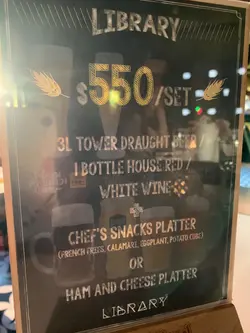 LIBRARY
$550/SET
3L TOWER DRAUGHT BEER /
1 BOTTLE HOUSE RED /
WHITE WINE
+
CHEF'S SNACKS PLATTER
(FRENCH FRIES, CALAMARI, EGGPLANT, POTATO CUBE)
OR
HAM AND CHEESE PLATTER
LIBRARY